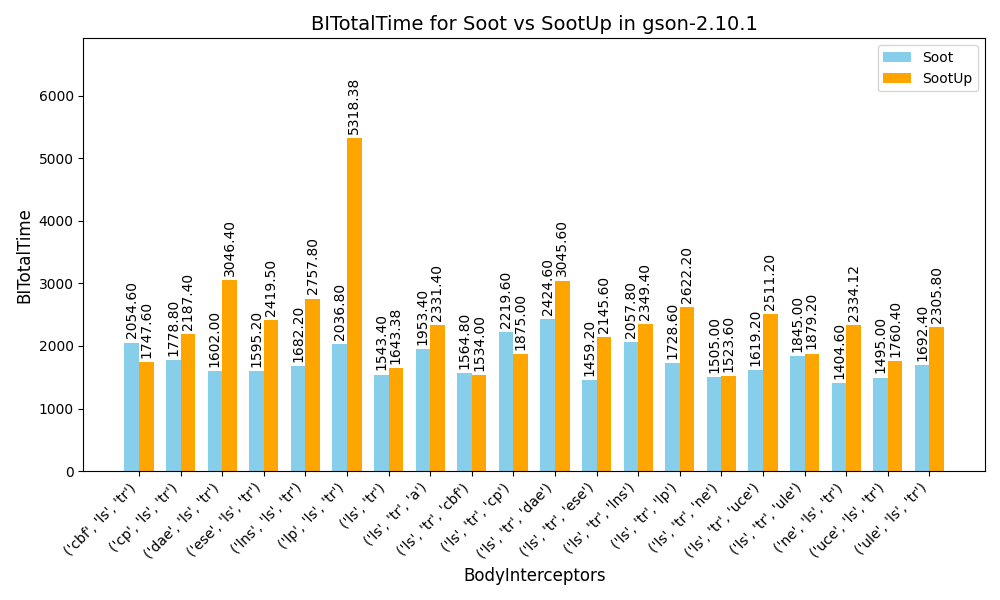 BITotalTime for Soot vs SootUp in gson-2.10.1
Soot
SootUp
BITotalTime
6000
5000
4000
3000
2000
1000
0
2054.60
1747.60
1778.80
2187.40
1602.00
3046.40
1595.20
2419.50
1682.20
2757.80
2036.80
5318.38
1543.40
1643.38
1953.40
2331.40
1564.80
1534.00
2219.60
1875.00
2424.60
3045.60
1459.20
2145.60
2057.80
2349.40
1728.60
2622.20
1505.00
1523.60
1619.20
2511.20
1845.00
1879.20
1404.60
2334.12
1495.00
1760.40
1692.40
2305.80
('cbf', 'ls', 'tr')
('cp', 'ls', 'tr')
('dae', 'ls', 'tr')
('ese', 'ls', 'tr')
('lns', 'ls', 'tr')
('lp', 'ls', 'tr')
('ls', 'tr')
('ls', 'tr', 'a')
('ls', 'tr', 'cbf')
('ls', 'tr', 'cp')
('ls', 'tr', 'dae')
('ls', 'tr', 'ese')
('ls', 'tr', 'lns')
('ls', 'tr', 'lp')
('ls', 'tr', 'ne')
('ls', 'tr', 'uce')
('ls', 'tr', 'ule')
('ne', 'ls', 'tr')
('uce', 'ls', 'tr')
('ule', 'ls', 'tr')
BodyInterceptors